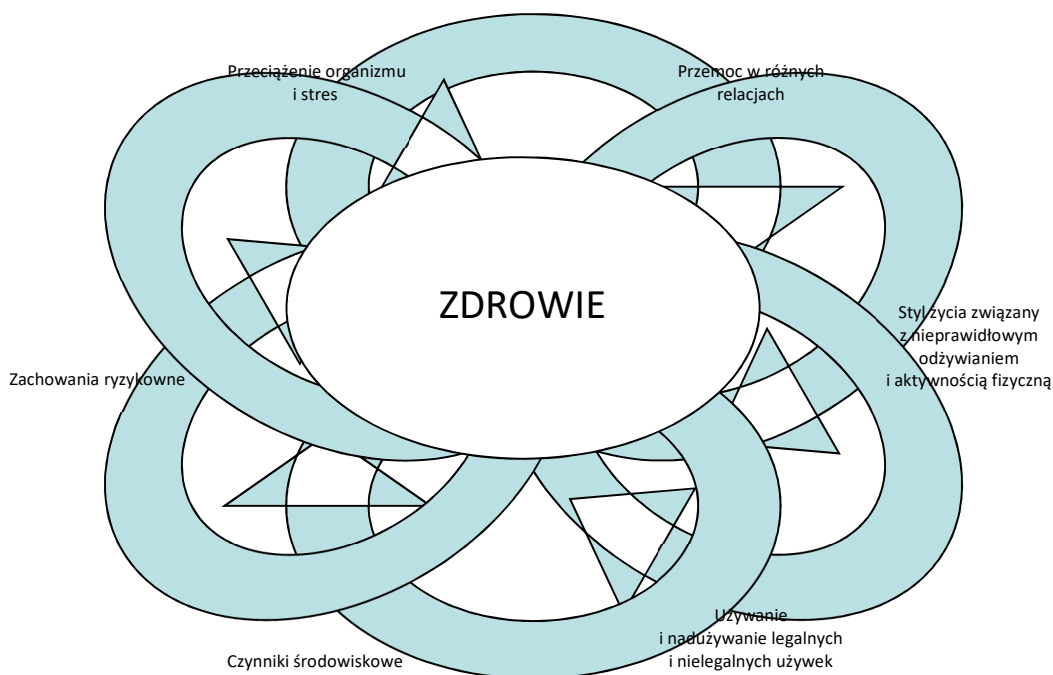 Przeciążenie organizmu
i stres
Przemoc w różnych
relacjach
ZDROWIE
Styl życia związany
z nieprawidłowym
odżywianiem
i aktywnością fizyczną
Zachowania ryzykowne
Używanie
i nadużywanie legalnych
i nielegalnych używek
Czynniki środowiskowe